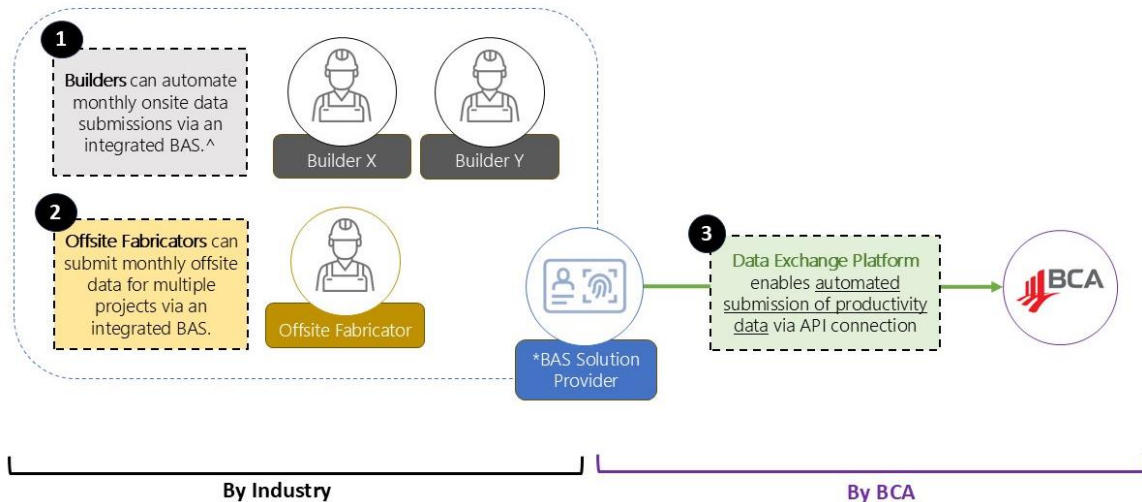 1
Builders can automate
monthly onsite data
submissions via an
integrated BAS.^
Builder X
Builder Y
2
Offsite Fabricators can
submit monthly offsite
data for multiple
projects via an
integrated BAS.
Offsite Fabricator
*BAS Solution
Provider
3
Data Exchange Platform
enables automated
submission of productivity
data via API connection
BCA
By Industry
By BCA